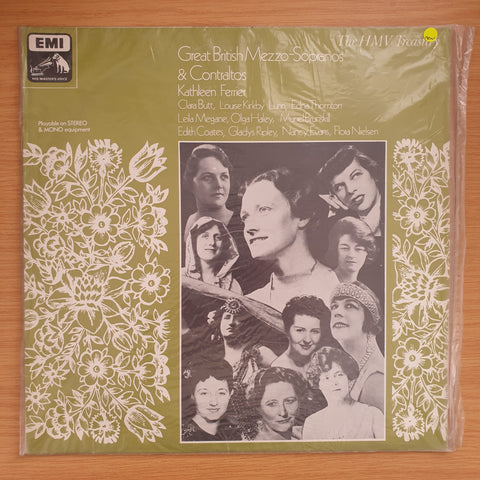 EMI
HIS MASTER'S VOICE
The HMV Treasury
Great British Mezzo-Sopranos
& Contraltos
Kathleen Ferrier
Clara Butt, Louise Kirkby Lunn, Edna Thornton
Leila Megane, Olga Haley, Muriel Brunskill
Edith Coates, Gladys Ripley, Nancy Evans, Flora Nielsen
Playable on STEREO
& MONO equipment